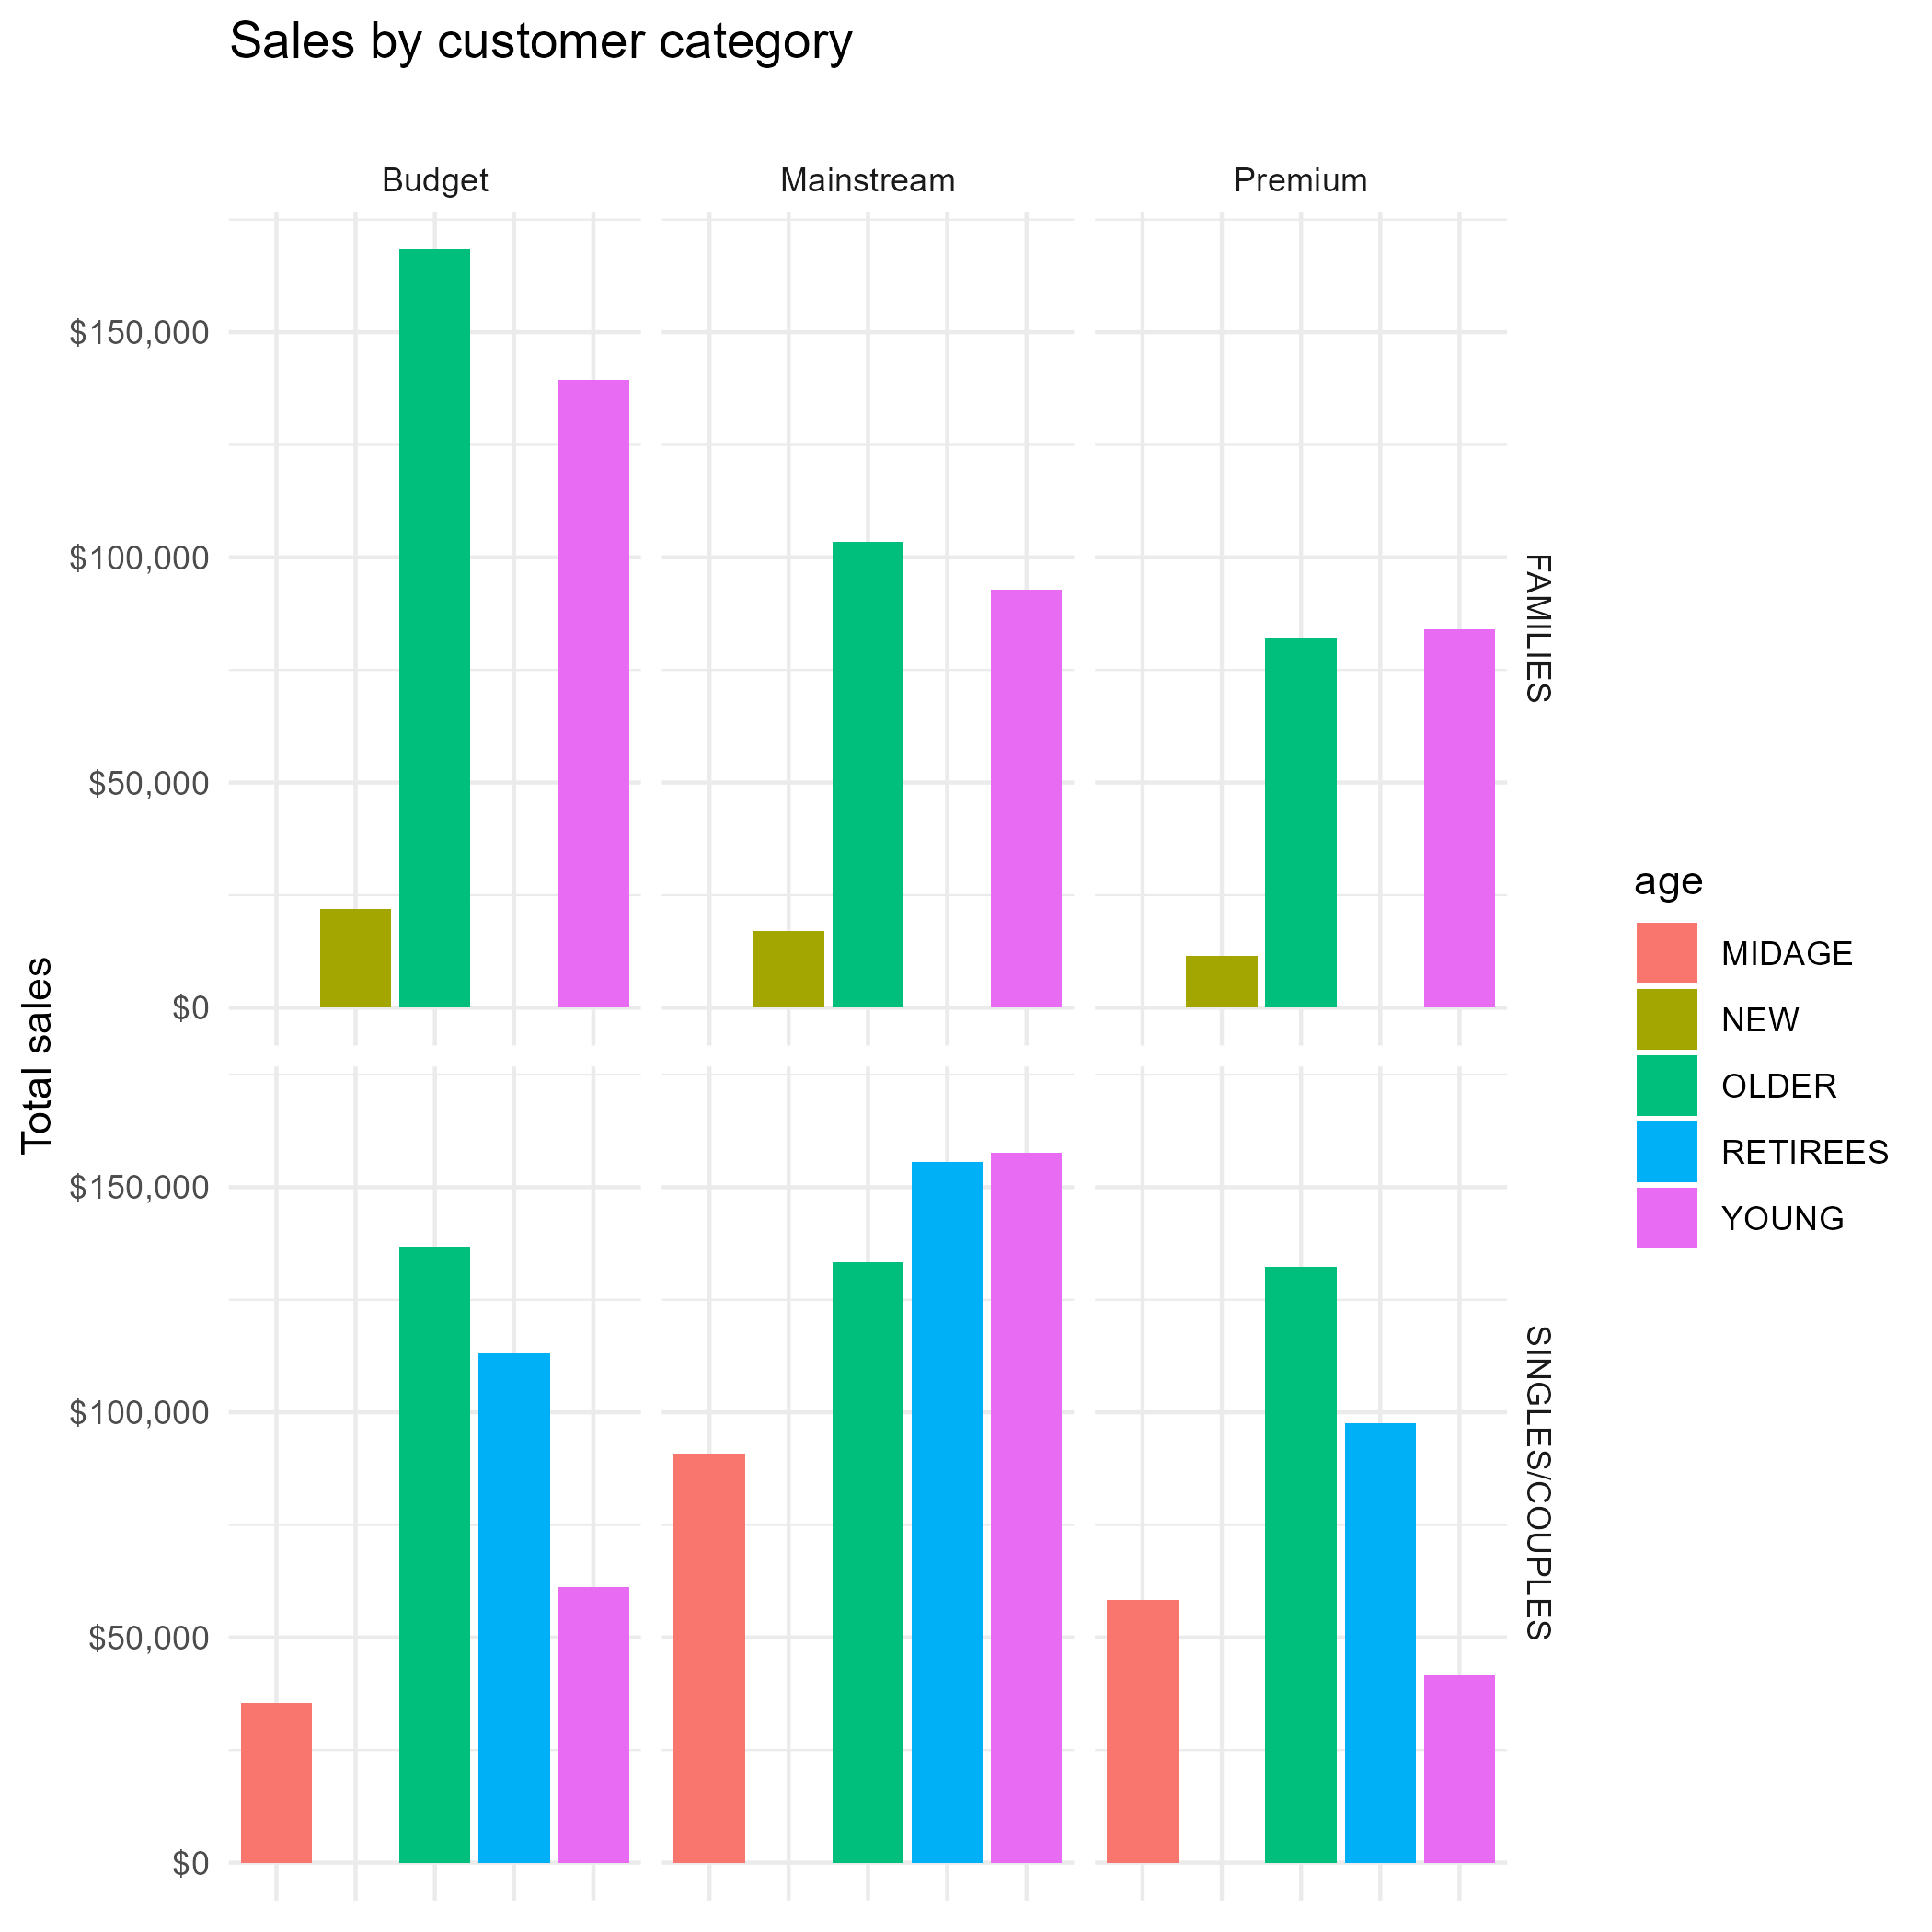 Sales by customer category
Budget
Mainstream
Premium
$150,000
$100,000
$50,000
$0
FAMILIES
Total sales
$150,000
$100,000
$50,000
$0
SINGLES/COUPLES
age
MIDAGE
NEW
OLDER
RETIREES
YOUNG